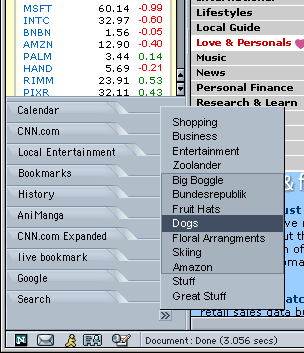 MSFT 60.14 -0.99
INTC 32.97 -0.60
BNBN 1.56 -0.05
AMZN 12.90 -0.40
PALM 3.44 0.14
HAND 5.69 -0.21
RIMM 23.91 0.53
PIXR 32.11 0.43
Lifestyles
Local Guide
Love & Personals
Music
News
Personal Finance
Research & Learn
Calendar
CNN.com
Local Entertainment
Bookmarks
History
AniManga
CNN.com Expanded
live bookmark
Google
Search
Shopping
Business
Entertainment
Zoolander
Big Boggle
Bundesrepublik
Fruit Hats
Dogs
Floral Arrangments
Skiing
Amazon
Stuff
Great Stuff
retail sales data
Document: Done (3.056 secs)